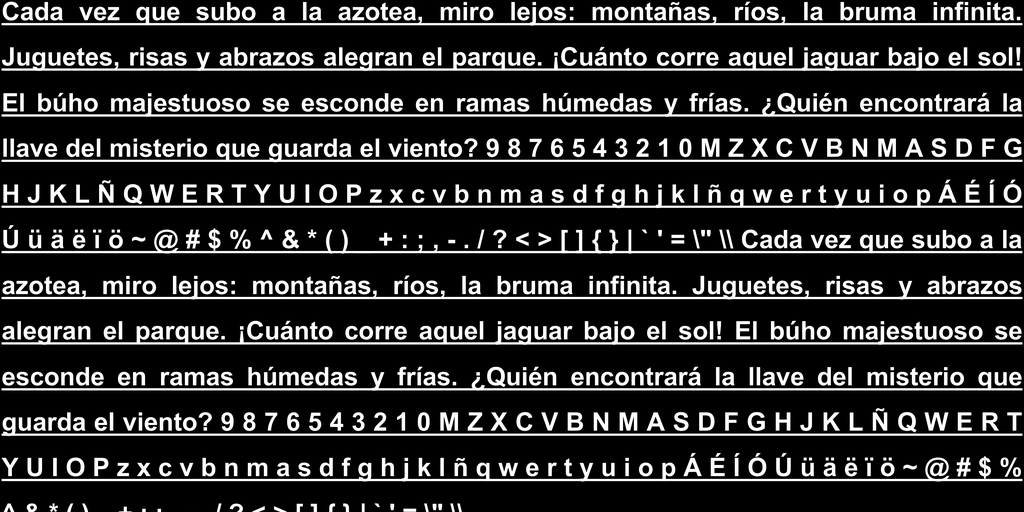 Cada vez que subo a la azotea, miro lejos: montañas, ríos, la bruma infinita.
Juguetes, risas y abrazos alegran el parque. ¡Cuánto corre aquel jaguar bajo el sol!
El búho majestuoso se esconde en ramas húmedas y frías. ¿Quién encontrará la
llave del misterio que guarda el viento? 9 8 7 6 5 4 3 2 1 0 M Z X C V B N M A S D F G
H J K L Ñ Q W E R T Y U I O P z x c v b n m a s d f g h j k l ñ q w e r t y u i o p Á É Í Ó
Ú ü ä ë ï ö ~ @ # $ % ^ & * ( ) _ + : ; , - . / ? < > [ ] { } | ` ' = \" \\ Cada vez que subo a la
azotea, miro lejos: montañas, ríos, la bruma infinita. Juguetes, risas y abrazos
alegran el parque. ¡Cuánto corre aquel jaguar bajo el sol! El búho majestuoso se
esconde en ramas húmedas y frías. ¿Quién encontrará la llave del misterio que
guarda el viento? 9 8 7 6 5 4 3 2 1 0 M Z X C V B N M A S D F G H J K L Ñ Q W E R T
Y U I O P z x c v b n m a s d f g h j k l ñ q w e r t y u i o p Á É Í Ó Ú ü ä ë ï ö ~ @ # $ %